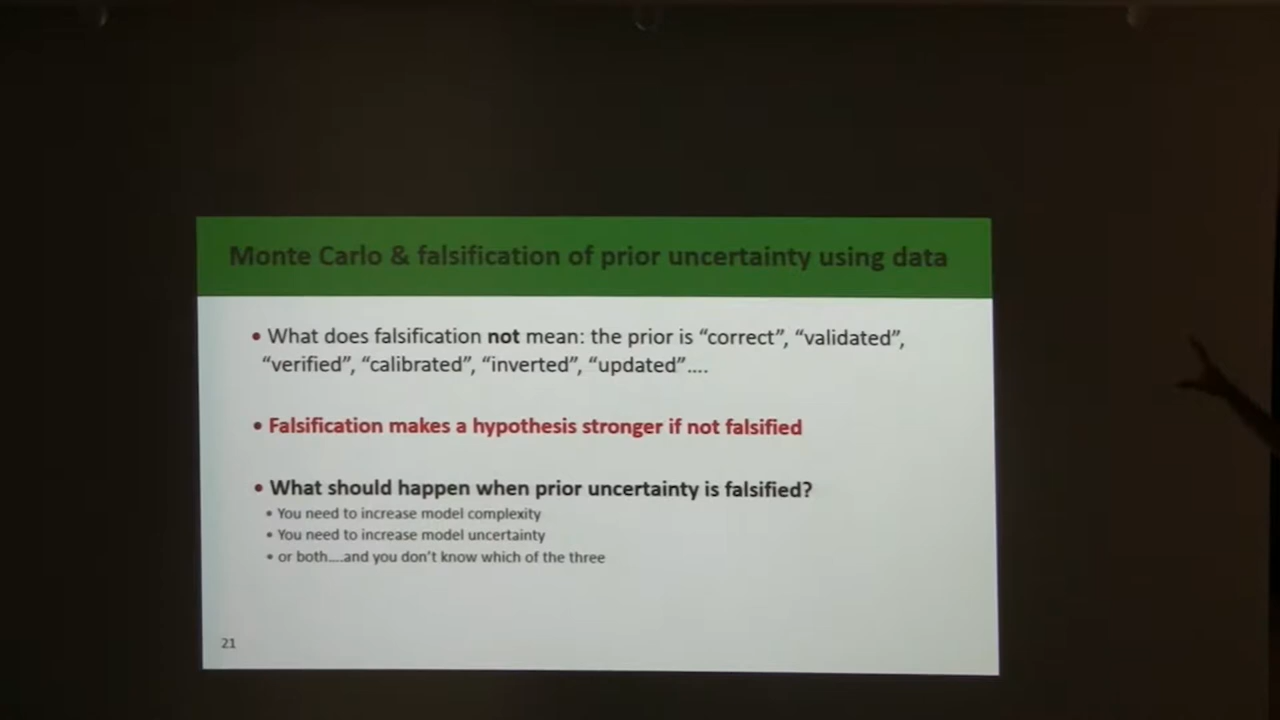 Monte Carlo & falsification of prior uncertainty using data
• What does falsification not mean: the prior is “correct”, “validated”,
“verified”, “calibrated”, “inverted”, “updated”....
• Falsification makes a hypothesis stronger if not falsified
• What should happen when prior uncertainty is falsified?
• You need to increase model complexity
• You need to increase model uncertainty
• or both....and you don’t know which of the three
21